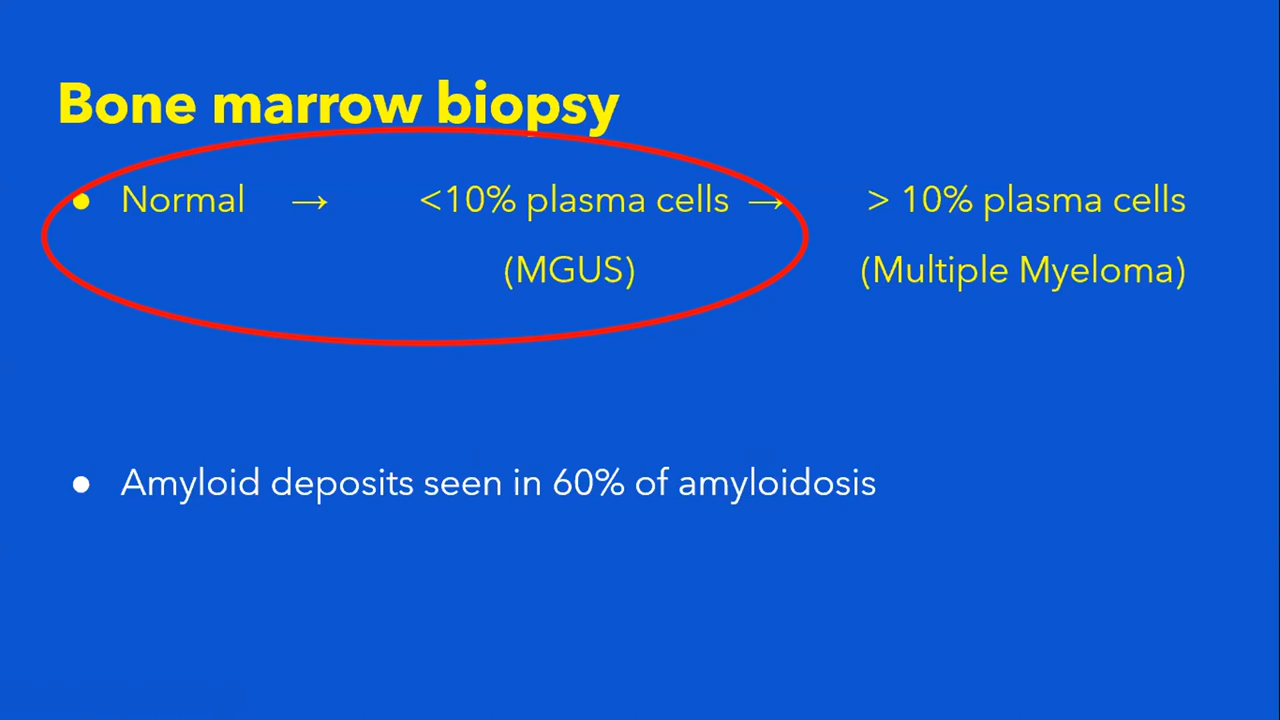 Bone marrow biopsy
● Normal → <10% plasma cells → > 10% plasma cells
(MGUS) (Multiple Myeloma)
● Amyloid deposits seen in 60% of amyloidosis